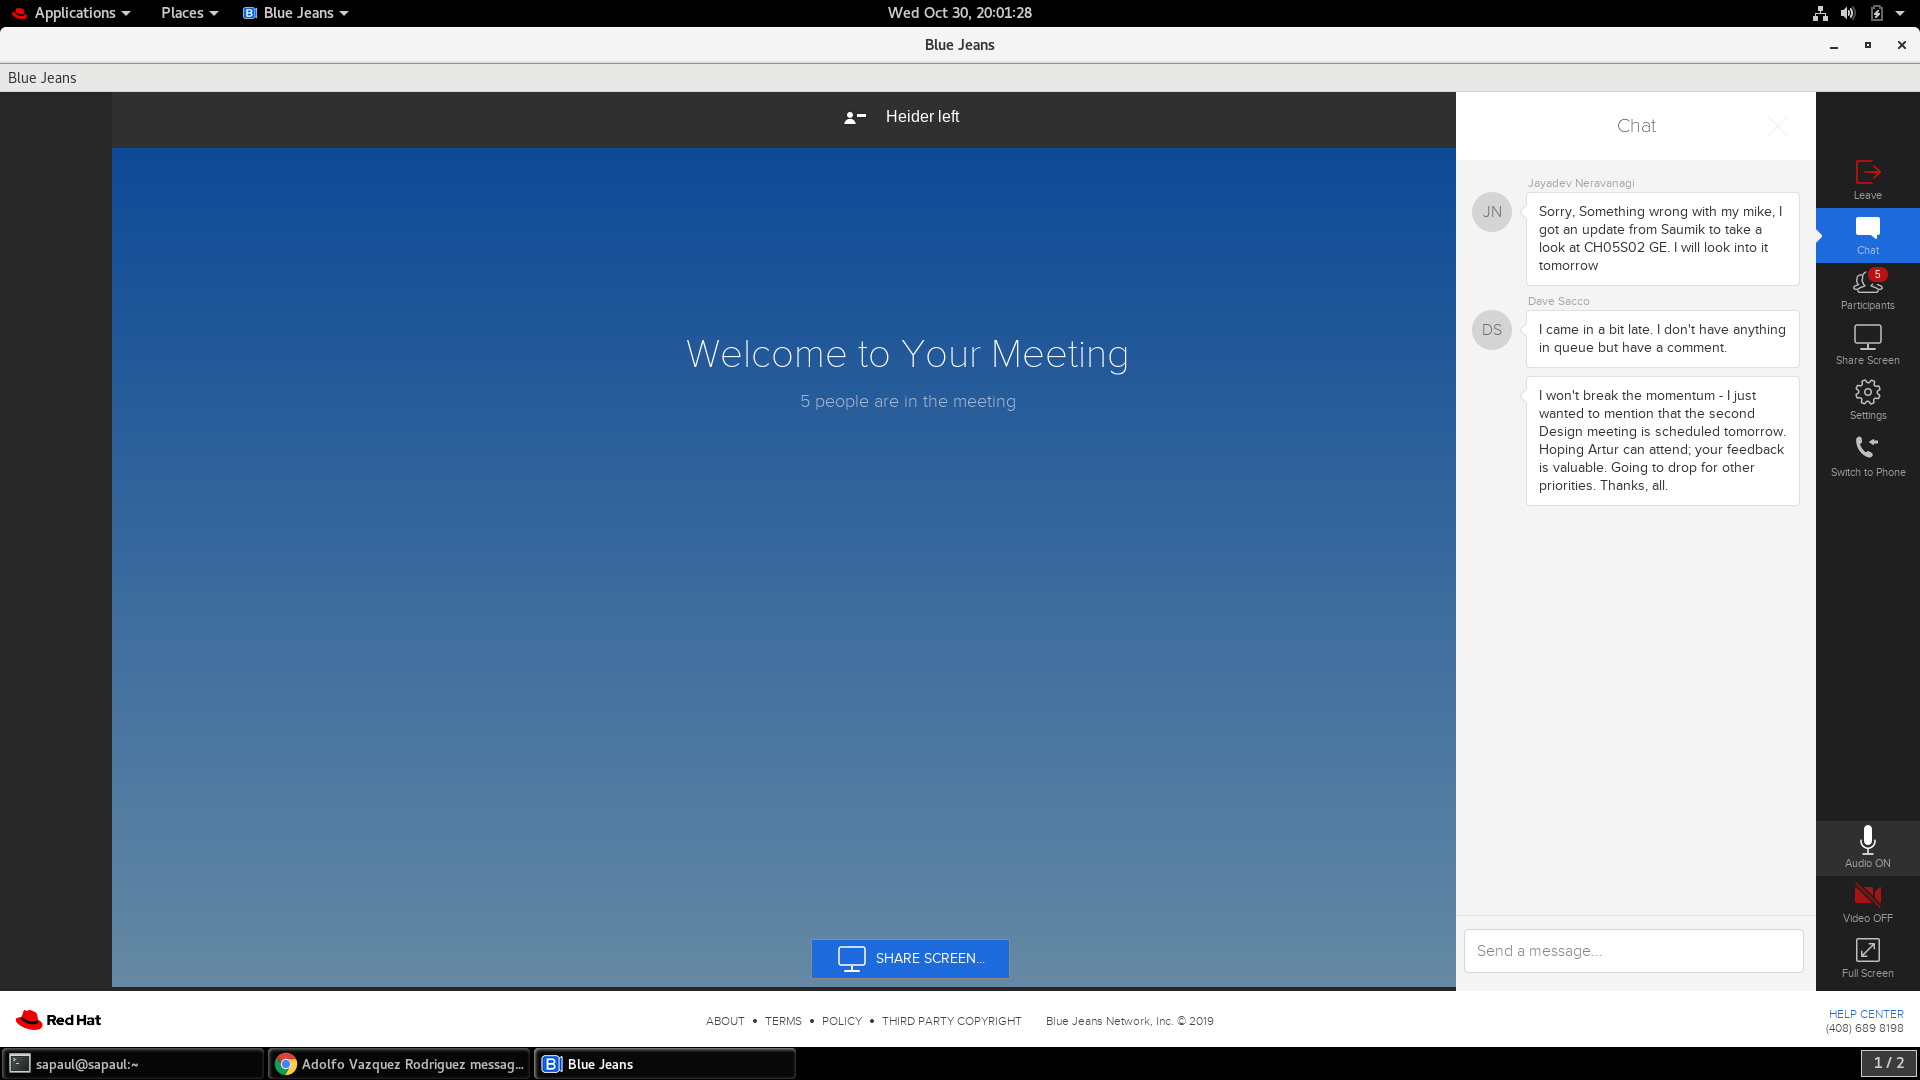 Applications
Places
Blue Jeans
Wed Oct 30, 20:01:28
Blue Jeans
Blue Jeans
Heider left
Welcome to Your Meeting
5 people are in the meeting
SHARE SCREEN...
Chat
Jayadev Neravanagi
JN
Sorry, Something wrong with my mike, I
got an update from Saumik to take a
look at CH05S02 GE. I will look into it
tomorrow
Dave Sacco
DS
I came in a bit late. I don't have anything
in queue but have a comment.
I won't break the momentum - I just
wanted to mention that the second
Design meeting is scheduled tomorrow.
Hoping Artur can attend; your feedback
is valuable. Going to drop for other
priorities. Thanks, all.
Send a message...
Leave
Chat
5
Participants
Share Screen
Settings
Switch to Phone
Audio ON
Video OFF
Full Screen
Red Hat
ABOUT • TERMS • POLICY • THIRD PARTY COPYRIGHT Blue Jeans Network, Inc. © 2019
HELP CENTER
(408) 689 8198
sapaul@sapaul:~
Adolfo Vazquez Rodriguez messag...
B Blue Jeans
1 / 2